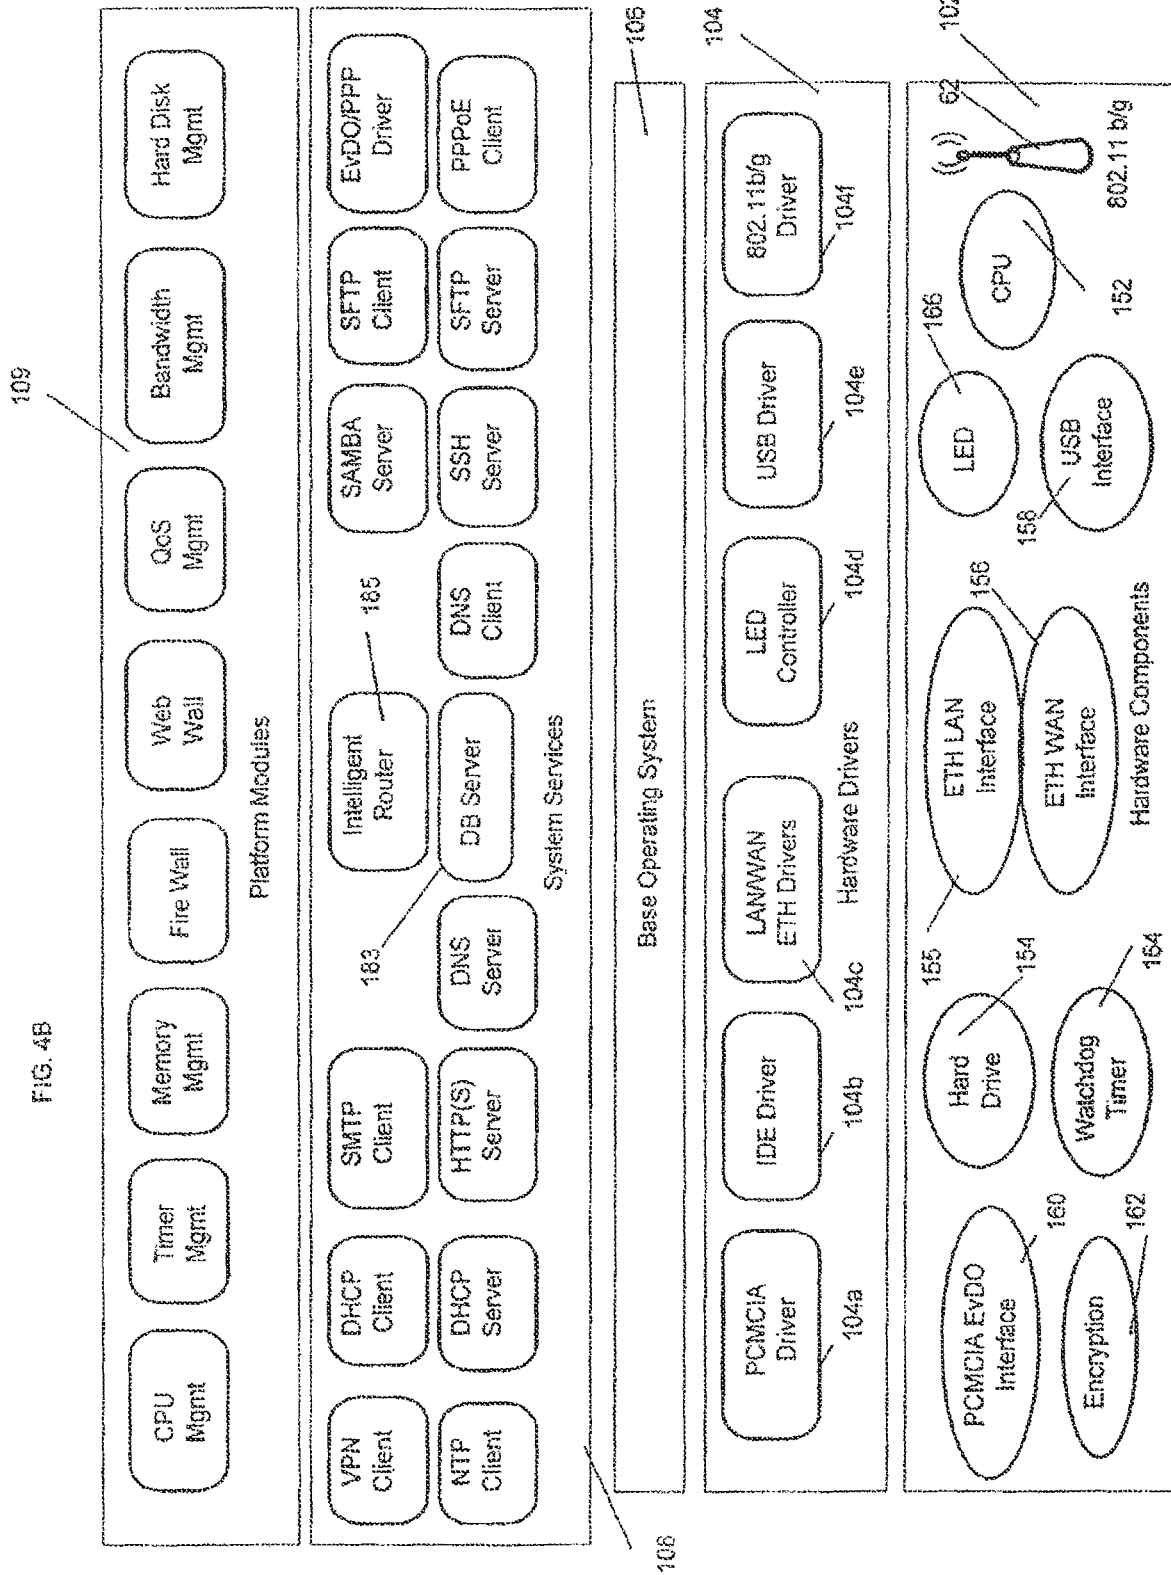 FIG. 4B
109
CPU
Mgmt
Timer
Mgmt
Memory
Mgmt
Fire Wall
Web
Wall
QoS
Mgmt
Bandwidth
Mgmt
Hard Disk
Mgmt
Platform Modules
VPN
Client
DHCP
Client
SMTP
Client
183
Intelligent
Router
185
SAMBA
Server
SFTP
Client
EvDO/PPP
Driver
NTP
Client
DHCP
Server
HTTP(S)
Server
DNS
Server
DB Server
DNS
Client
SSH
Server
SFTP
Server
PPPoE
Client
System Services
108
106
Base Operating System
104
PCMCIA
Driver
IDE Driver
LAN/WAN
ETH Drivers
LED
Controller
USB Driver
802.11b/g
Driver
104a
104b
104c
Hardware Drivers
104d
104e
104f
102
155
154
166
62
PCMCIA EvDO
Interface
Hard
Drive
ETH LAN
Interface
LED
CPU
160
156
158
Encryption
Watchdog
Timer
ETH WAN
Interface
USB
Interface
802.11 b/g
162
164
152
Hardware Components